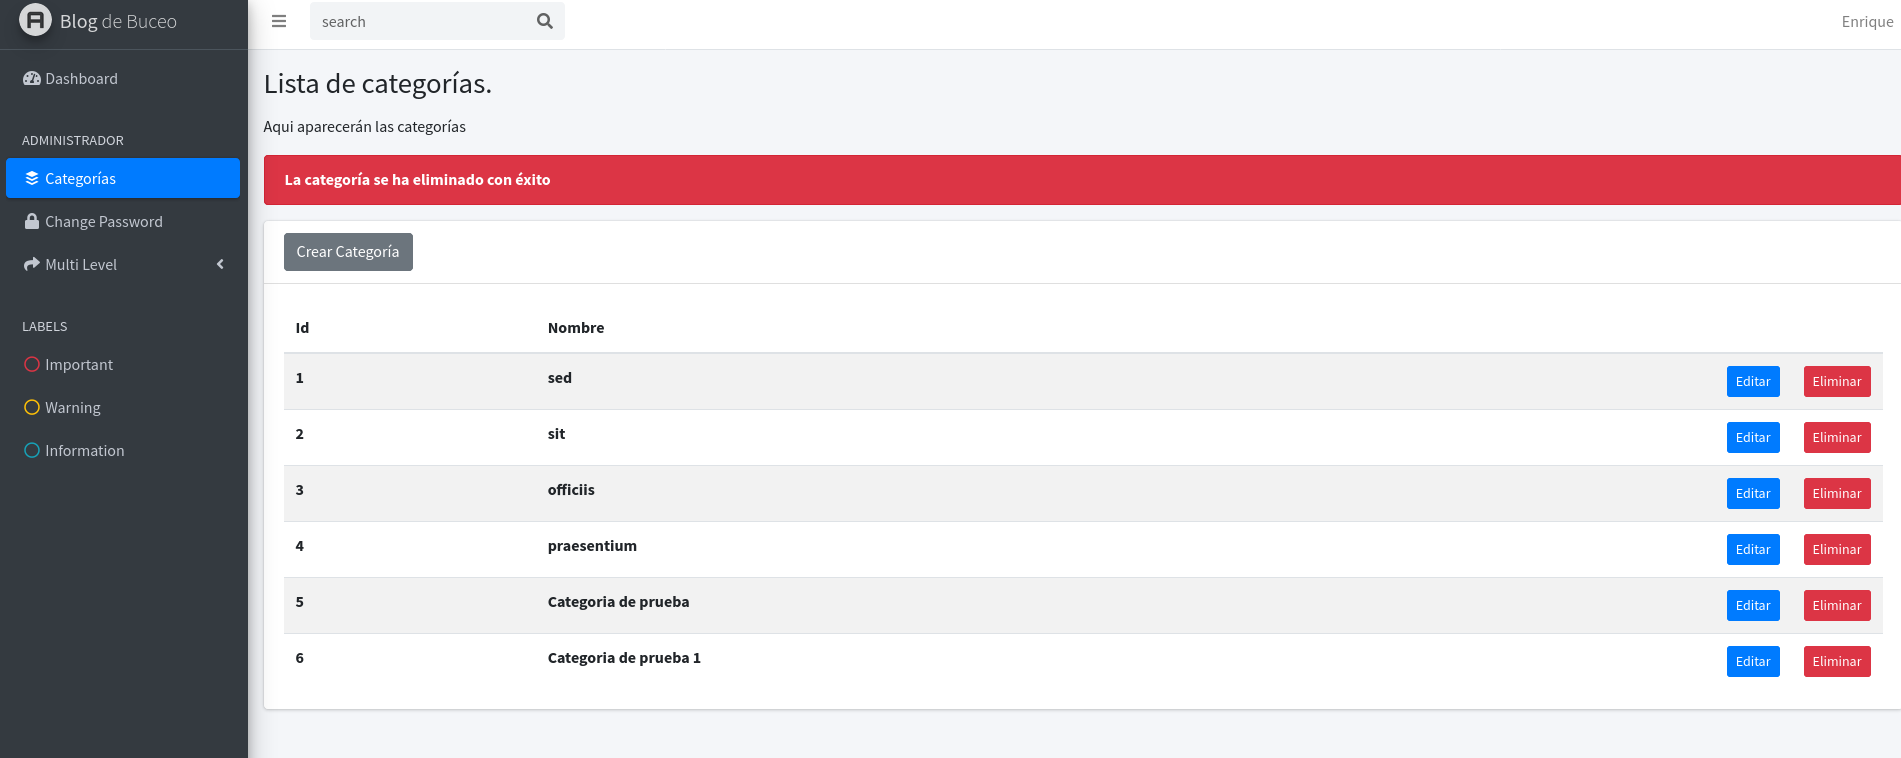 Blog de Buceo
search
Enrique
Dashboard
ADMINISTRADOR
Categorías
Change Password
Multi Level
LABELS
Important
Warning
Information
Lista de categorías.
Aqui aparecerán las categorías
La categoría se ha eliminado con éxito
Crear Categoría
Id Nombre
1 sed Editar Eliminar
2 sit Editar Eliminar
3 officiis Editar Eliminar
4 praesentium Editar Eliminar
5 Categoria de prueba Editar Eliminar
6 Categoria de prueba 1 Editar Eliminar